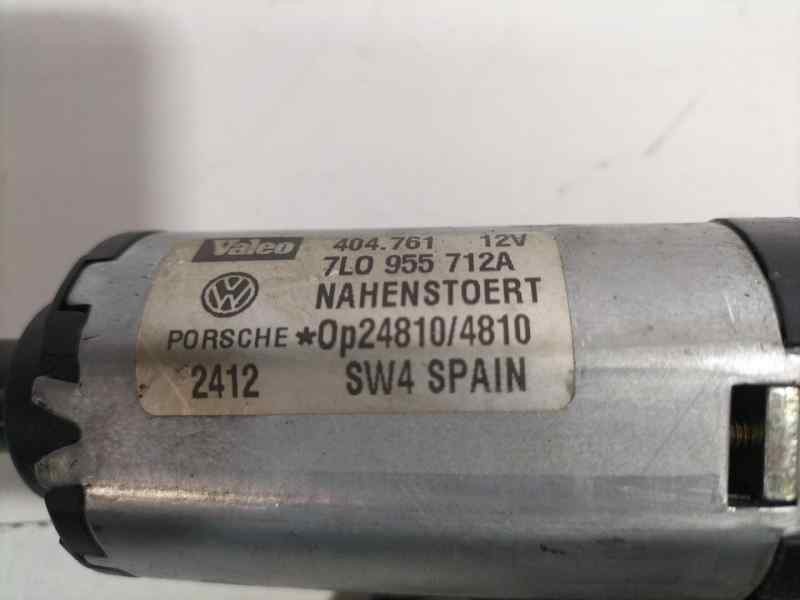 Valeo 404.761 12V
7L0 955 712A
NAHENSTOERT
PORSCHE *Op24810/4810
2412 SW4 SPAIN